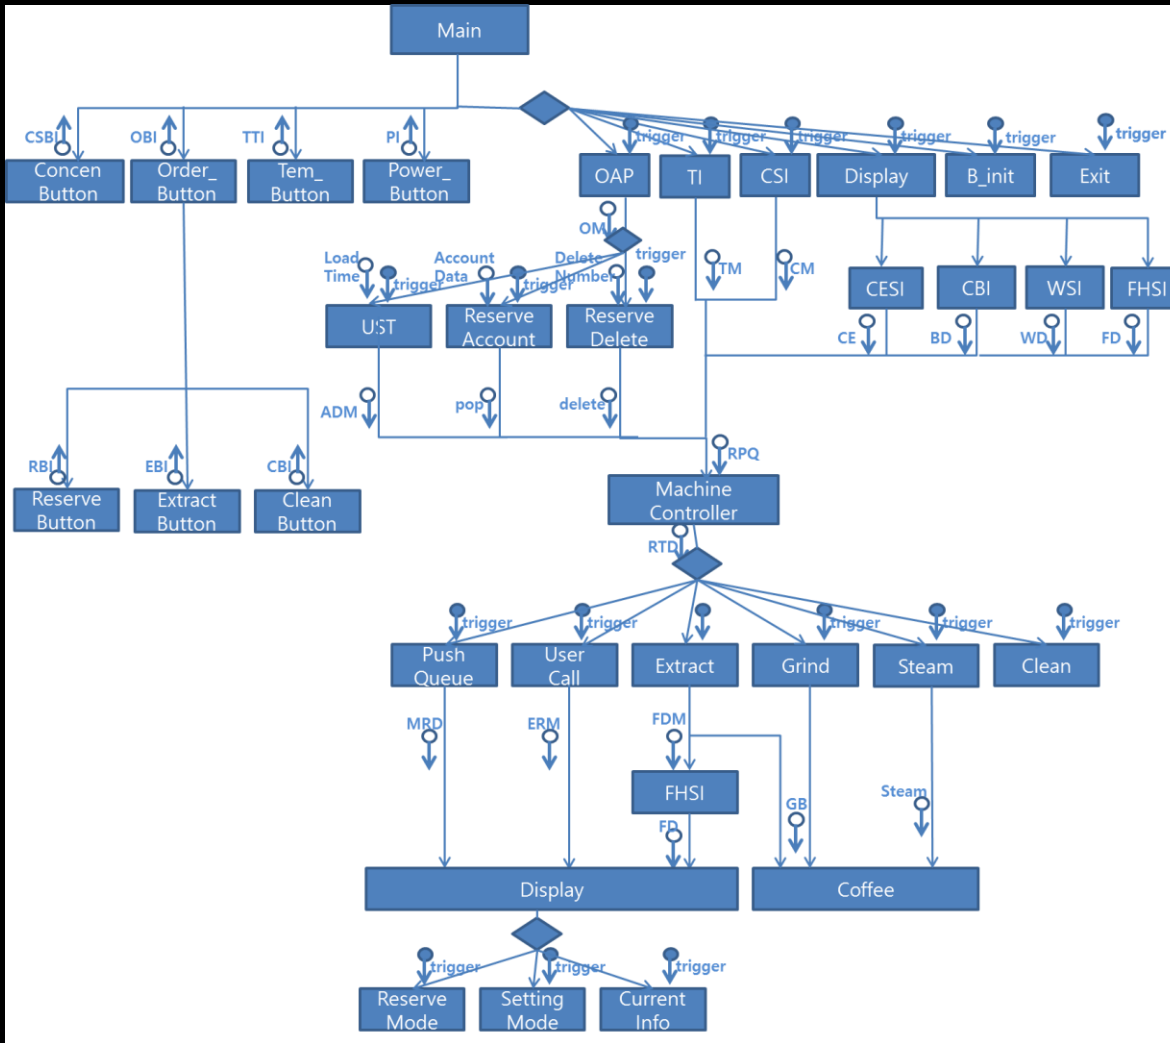 Main
CSBI
OBI
TTI
PI
trigger
trigger
trigger
trigger
trigger
trigger
Concen
Button
Order_
Button
Tem_
Button
Power_
Button
OAP
TI
CSI
Display
B_init
Exit
OM
Load
Time
trigger
Account
Data
trigger
Delete
Number
trigger
TM
CM
CESI
CBI
WSI
FHSI
UST
Reserve
Account
Reserve
Delete
CE
BD
WD
FD
ADM
pop
delete
RBI
EBI
CBI
RPQ
Reserve
Button
Extract
Button
Clean
Button
Machine
Controller
RTD
trigger
trigger
trigger
trigger
trigger
Push
Queue
User
Call
Extract
Grind
Steam
Clean
MRD
ERM
FDM
FHSI
GB
Steam
FD
Display
Coffee
trigger
trigger
trigger
Reserve
Mode
Setting
Mode
Current
Info